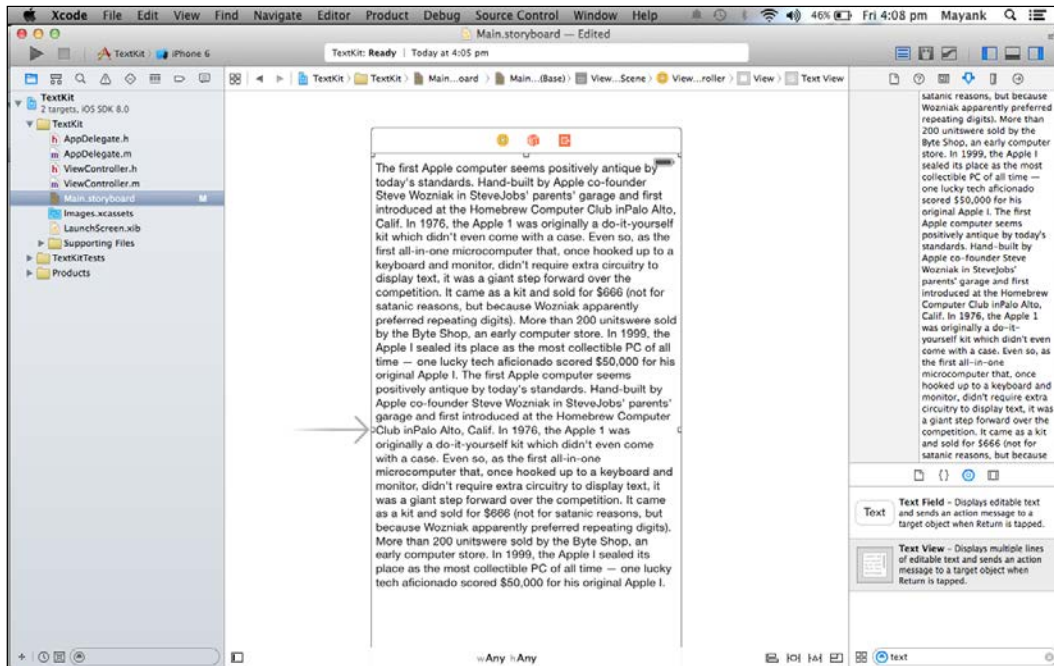 Xcode File Edit View Find Navigate Editor Product Debug Source Control Window Help 46% Fri 4:08 pm Mayank
Main.storyboard — Edited
TextKit › iPhone 6
TextKit: Ready | Today at 4:05 pm
TextKit › TextKit › Main...oard › Main...(Base) › View...Scene › View...roller › View › Text View
TextKit
2 targets, iOS SDK 8.0
TextKit
h AppDelegate.h
m AppDelegate.m
h ViewController.h
m ViewController.m
Main.storyboard M
Images.xcassets
LaunchScreen.xib
Supporting Files
TextKitTests
Products
The first Apple computer seems positively antique by
today's standards. Hand-built by Apple co-founder
Steve Wozniak in SteveJobs' parents' garage and first
introduced at the Homebrew Computer Club inPalo Alto,
Calif. In 1976, the Apple 1 was originally a do-it-yourself
kit which didn't even come with a case. Even so, as the
first all-in-one microcomputer that, once hooked up to a
keyboard and monitor, didn't require extra circuitry to
display text, it was a giant step forward over the
competition. It came as a kit and sold for $666 (not for
satanic reasons, but because Wozniak apparently
preferred repeating digits). More than 200 unitswere sold
by the Byte Shop, an early computer store. In 1999, the
Apple I sealed its place as the most collectible PC of all
time — one lucky tech aficionado scored $50,000 for his
original Apple I. The first Apple computer seems
positively antique by today's standards. Hand-built by
Apple co-founder Steve Wozniak in SteveJobs' parents'
garage and first introduced at the Homebrew Computer
Club inPalo Alto, Calif. In 1976, the Apple 1 was
originally a do-it-yourself kit which didn't even come
with a case. Even so, as the first all-in-one
microcomputer that, once hooked up to a keyboard and
monitor, didn't require extra circuitry to display text, it
was a giant step forward over the competition. It came
as a kit and sold for $666 (not for satanic reasons, but
because Wozniak apparently preferred repeating digits).
More than 200 unitswere sold by the Byte Shop, an
early computer store. In 1999, the Apple I sealed its
place as the most collectible PC of all time — one lucky
tech aficionado scored $50,000 for his original Apple I.
wAny hAny
satanic reasons, but because
Wozniak apparently preferred
repeating digits). More than
200 unitswere sold by the
Byte Shop, an early computer
store. In 1999, the Apple I
sealed its place as the most
collectible PC of all time —
one lucky tech aficionado
scored $50,000 for his
original Apple I. The first
Apple computer seems
positively antique by today's
standards. Hand-built by
Apple co-founder Steve
Wozniak in SteveJobs'
parents' garage and first
introduced at the Homebrew
Computer Club inPalo Alto,
Calif. In 1976, the Apple 1
was originally a do-it-
yourself kit which didn't even
come with a case. Even so, as
the first all-in-one
microcomputer that, once
hooked up to a keyboard and
monitor, didn't require extra
circuitry to display text, it was
a giant step forward over the
competition. It came as a kit
and sold for $666 (not for
satanic reasons, but because
Text
Text Field – Displays editable text
and sends an action message to a
target object when Return is tapped.
Text View – Displays multiple lines
of editable text and sends an action
message to a target object when
Return is tapped.
text